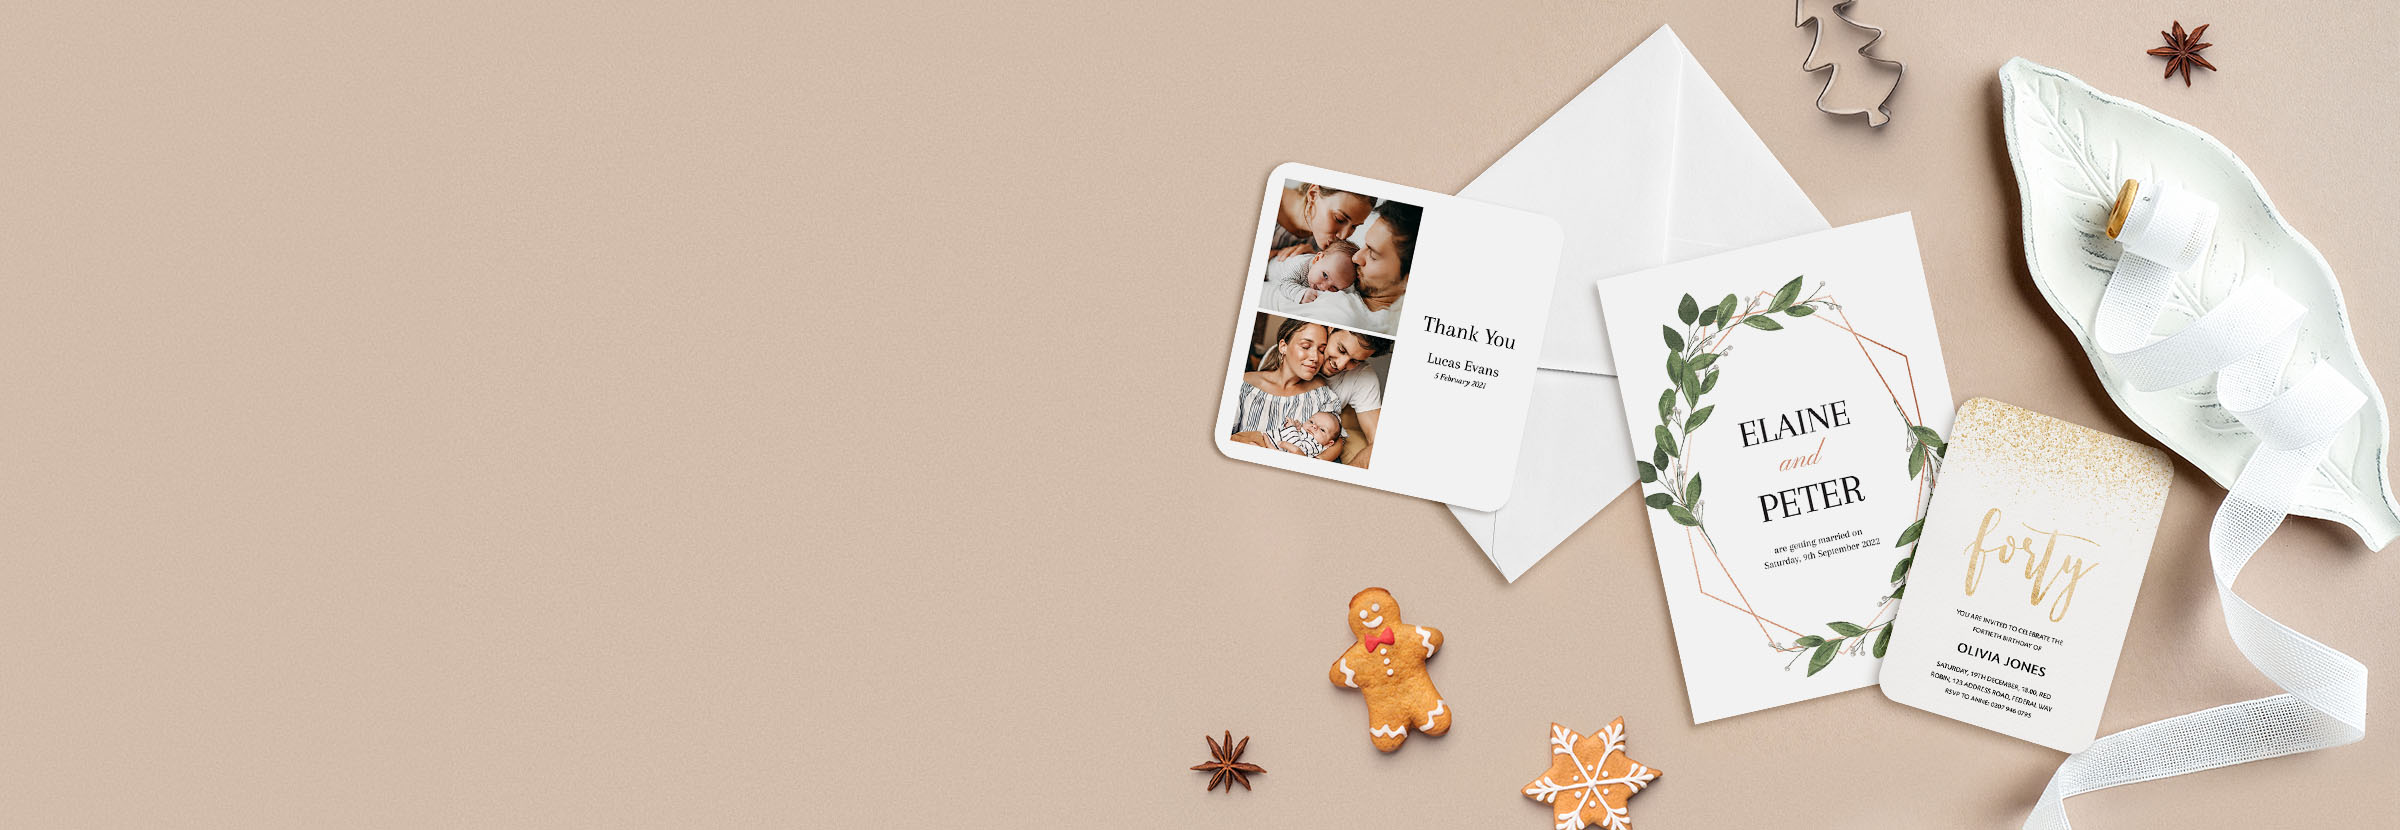 Thank You
Lucas Evans
5 February 2021
ELAINE
and
PETER
are getting married on
Saturday, 9th September 2022
forty
YOU ARE INVITED TO CELEBRATE THE
FORTIETH BIRTHDAY OF
OLIVIA JONES
SATURDAY, 19TH DECEMBER, 18.00, RED
ROBIN, 123 ADDRESS ROAD, FEDERAL WAY
RSVP TO ANNE: 0207 946 0795